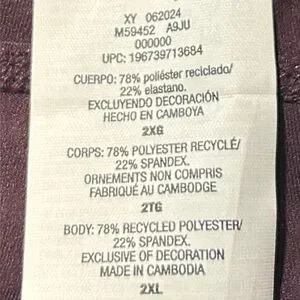 XY 062024
M59452 A9JU
000000
UPC: 196739713684
CUERPO: 78% poliéster reciclado/
22% elastano.
EXCLUYENDO DECORACIÓN
HECHO EN CAMBOYA
2XG
CORPS: 78% POLYESTER RECYCLÉ/
22% SPANDEX.
ORNEMENTS NON COMPRIS
FABRIQUÉ AU CAMBODGE
2TG
BODY: 78% RECYCLED POLYESTER/
22% SPANDEX.
EXCLUSIVE OF DECORATION
MADE IN CAMBODIA
2XL